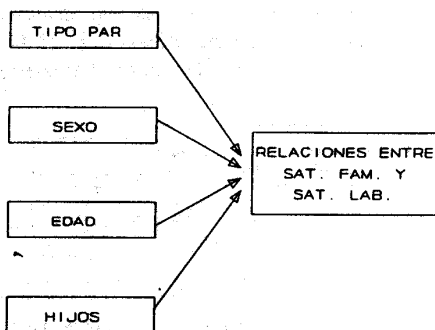 TIPO PAR
SEXO
EDAD
HIJOS
RELACIONES ENTRE
SAT. FAM. Y
SAT. LAB.